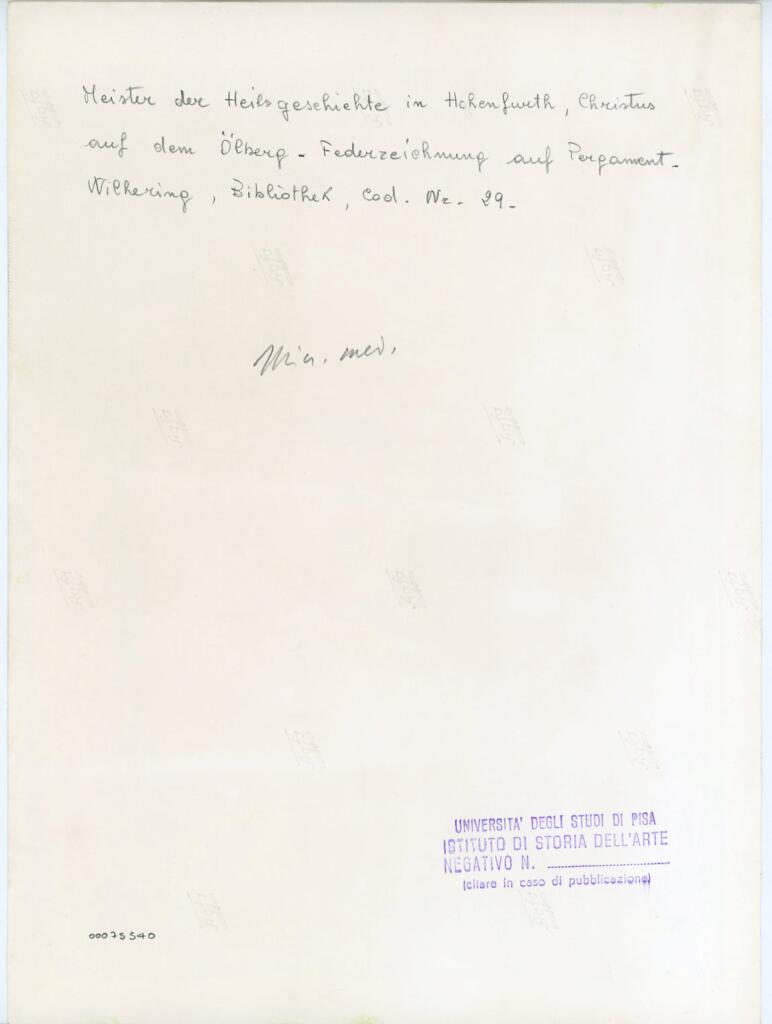 Meister der Heilsgeschichte in Hohenfurth, Christus
auf dem Ölberg - Federzeichnung auf Pergament-
Wilhering, Bibliothek, Cod. Nr. 29-
Min. med.
UNIVERSITA' DEGLI STUDI DI PISA
ISTITUTO DI STORIA DELL'ARTE
NEGATIVO N. ........................
(citare in caso di pubblicazione)
00075540